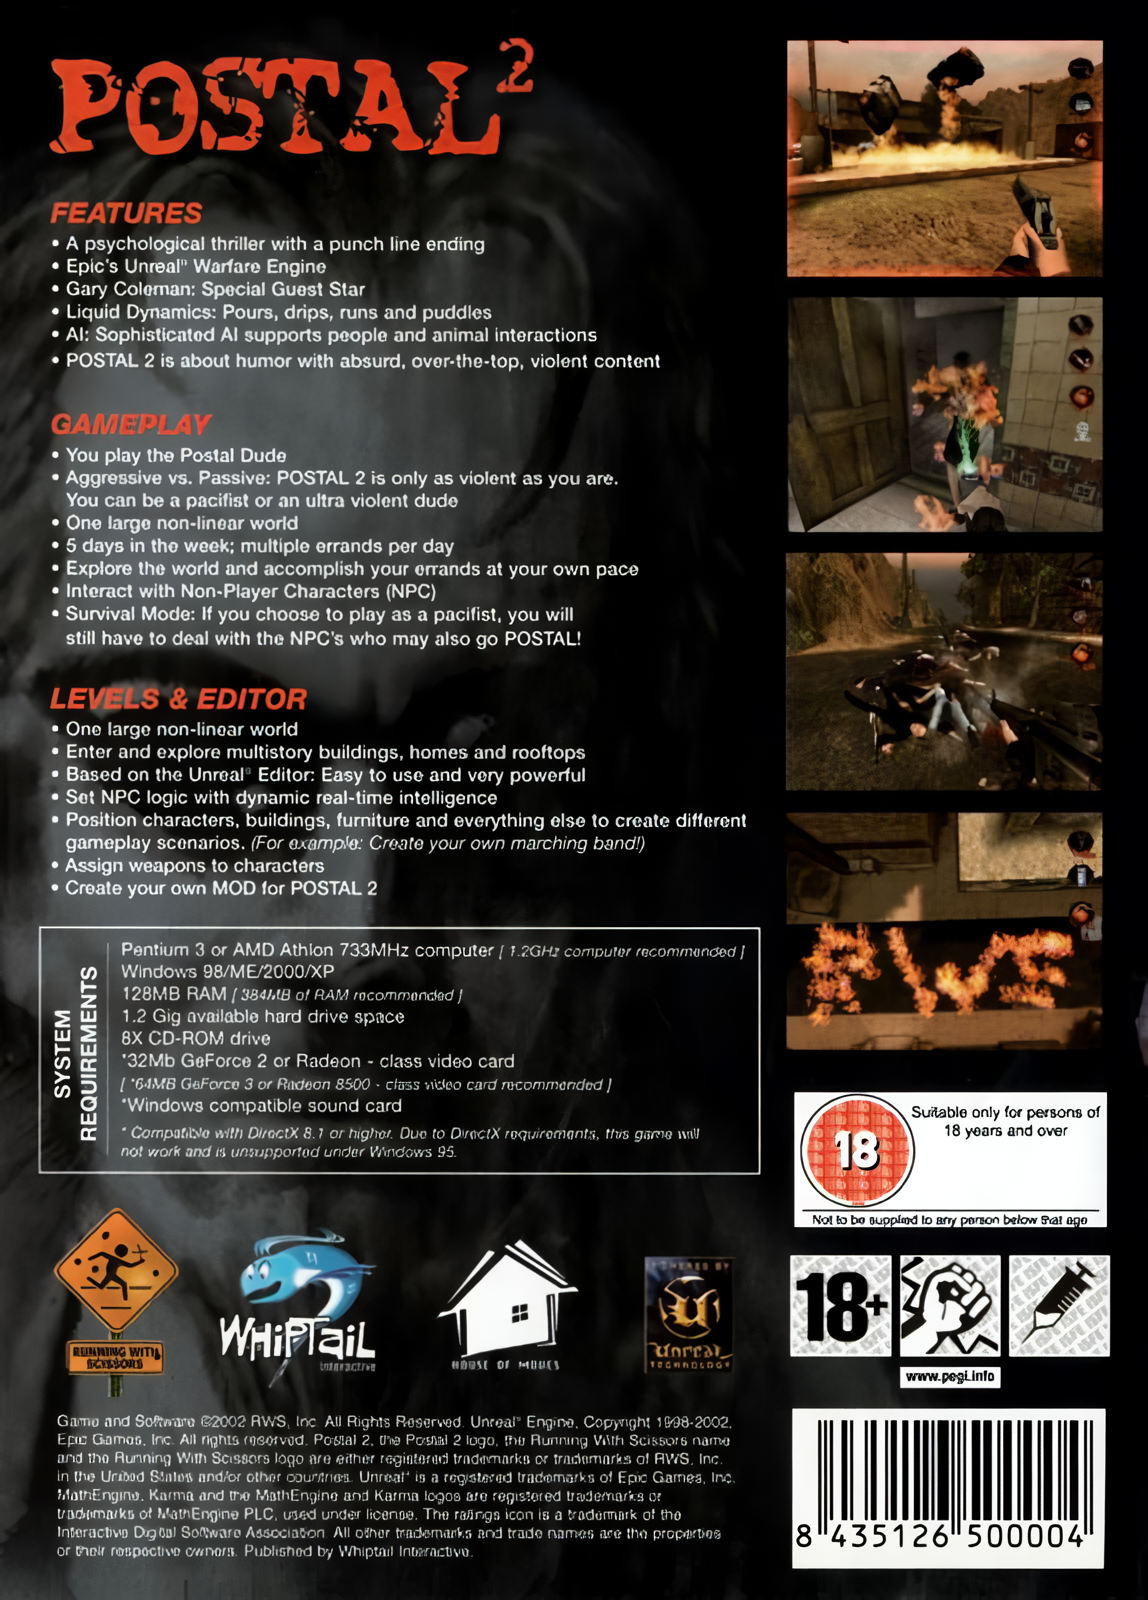 POSTAL 2
FEATURES
• A psychological thriller with a punch line ending
• Epic's Unreal® Warfare Engine
• Gary Coleman: Special Guest Star
• Liquid Dynamics: Pours, drips, runs and puddles
• AI: Sophisticated AI supports people and animal interactions
• POSTAL 2 is about humor with absurd, over-the-top, violent content
GAMEPLAY
• You play the Postal Dude
• Aggressive vs. Passive: POSTAL 2 is only as violent as you are.
You can be a pacifist or an ultra violent dude
• One large non-linear world
• 5 days in the week; multiple errands per day
• Explore the world and accomplish your errands at your own pace
• Interact with Non-Player Characters (NPC)
• Survival Mode: If you choose to play as a pacifist, you will
still have to deal with the NPC's who may also go POSTAL!
LEVELS & EDITOR
• One large non-linear world
• Enter and explore multistory buildings, homes and rooftops
• Based on the Unreal® Editor: Easy to use and very powerful
• Set NPC logic with dynamic real-time intelligence
• Position characters, buildings, furniture and everything else to create different
gameplay scenarios. (For example: Create your own marching band!)
• Assign weapons to characters
• Create your own MOD for POSTAL 2
SYSTEM
REQUIREMENTS
Pentium 3 or AMD Athlon 733MHz computer [ 1.2GHz computer recommended ]
Windows 98/ME/2000/XP
128MB RAM [ 384MB of RAM recommended ]
1.2 Gig available hard drive space
8X CD-ROM drive
*32Mb GeForce 2 or Radeon - class video card
[ *64MB GeForce 3 or Radeon 8500 - class video card recommended ]
*Windows compatible sound card
* Compatible with DirectX 8.1 or higher. Due to DirectX requirements, this game will
not work and is unsupported under Windows 95.
RUNNING WITH
SCISSORS
WHIPTAIL
interactive
HOUSE OF MOVES
POWERED BY
Unreal
TECHNOLOGY
Game and Software ©2002 RWS, Inc. All Rights Reserved. Unreal® Engine, Copyright 1998-2002,
Epic Games, Inc. All rights reserved. Postal 2, the Postal 2 logo, the Running With Scissors name
and the Running With Scissors logo are either registered trademarks or trademarks of RWS, Inc.
in the United States and/or other countries. Unreal® is a registered trademarks of Epic Games, Inc.
MathEngine, Karma and the MathEngine and Karma logos are registered trademarks or
trademarks of MathEngine PLC, used under license. The ratings icon is a trademark of the
Interactive Digital Software Association. All other trademarks and trade names are the properties
or their respective owners. Published by Whiptail Interactive.
RWS
18
Suitable only for persons of
18 years and over
Not to be supplied to any person below that age
18+
www.pegi.info
8 435126 500004